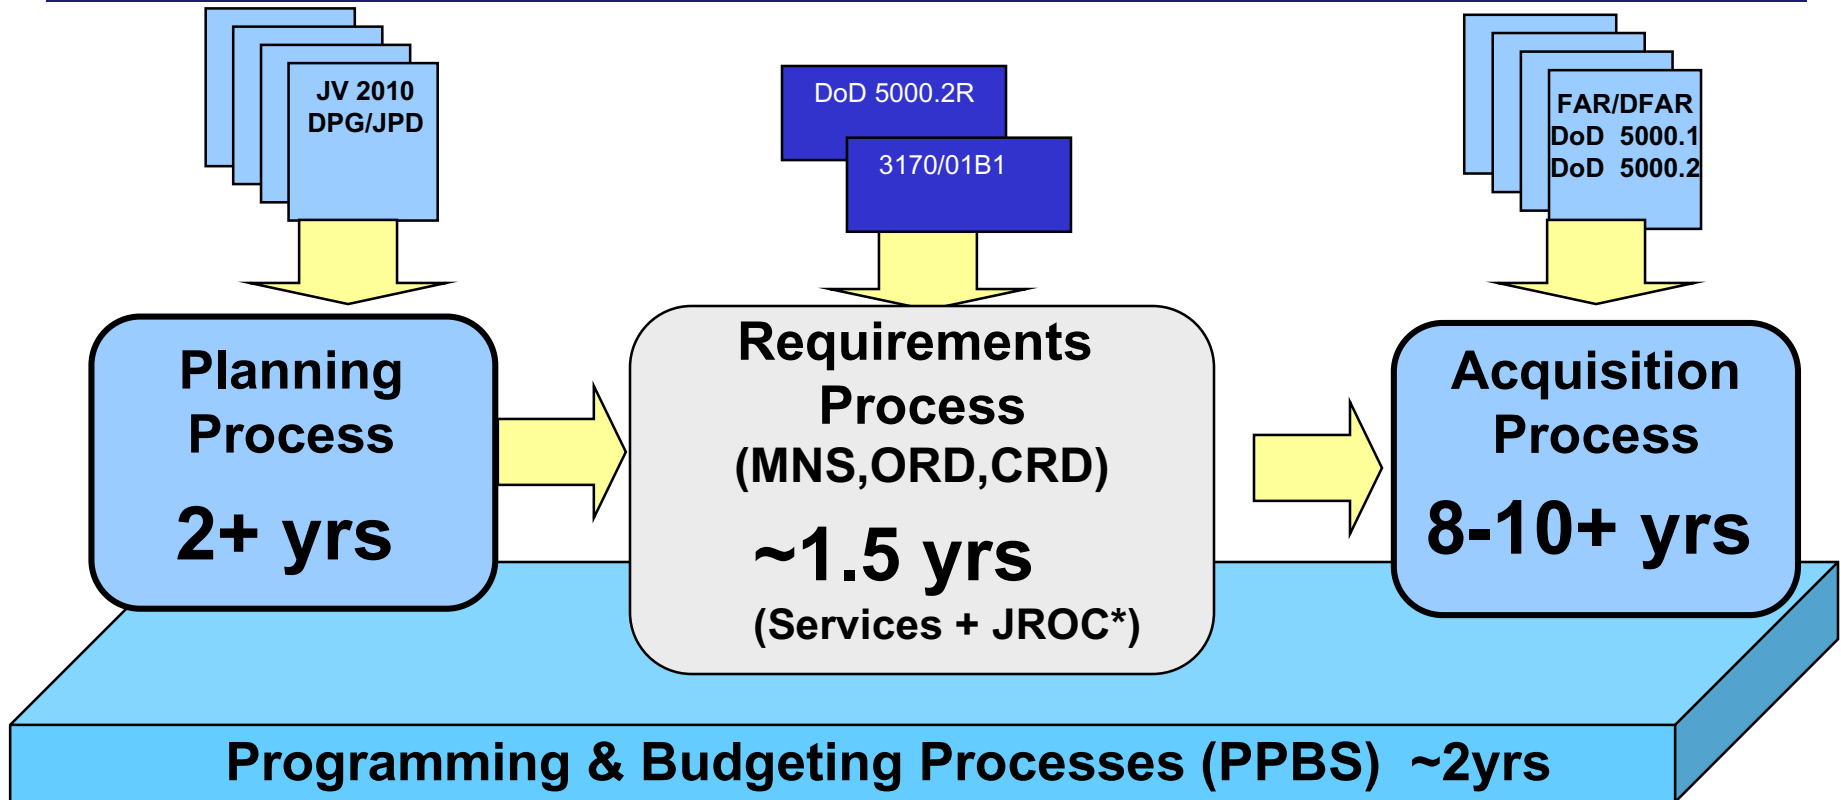 JV 2010
DPG/JPD
DoD 5000.2R
3170/01B1
FAR/DFAR
DoD 5000.1
DoD 5000.2
Planning
Process
2+ yrs
Requirements
Process
(MNS,ORD,CRD)
~1.5 yrs
(Services + JROC*)
Acquisition
Process
8-10+ yrs
Programming & Budgeting Processes (PPBS) ~2yrs